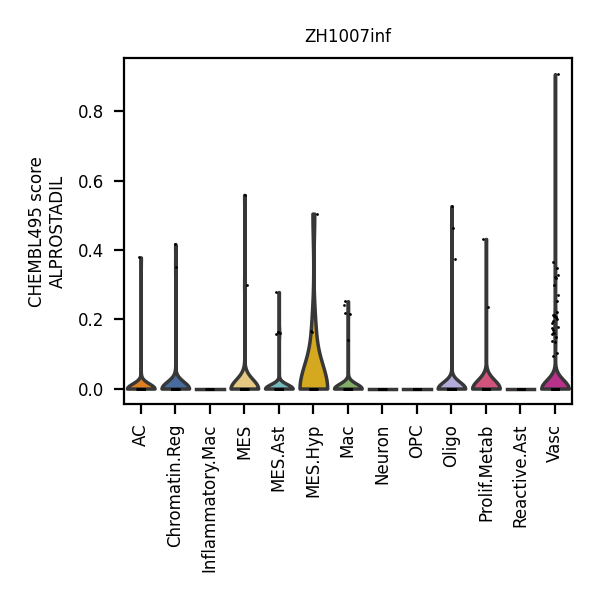 ZH1007inf
CHEMBL495 score
ALPROSTADIL
0.8
0.6
0.4
0.2
0.0
AC
Chromatin.Reg
Inflammatory.Mac
MES
MES.Ast
MES.Hyp
Mac
Neuron
OPC
Oligo
Prolif.Metab
Reactive.Ast
Vasc